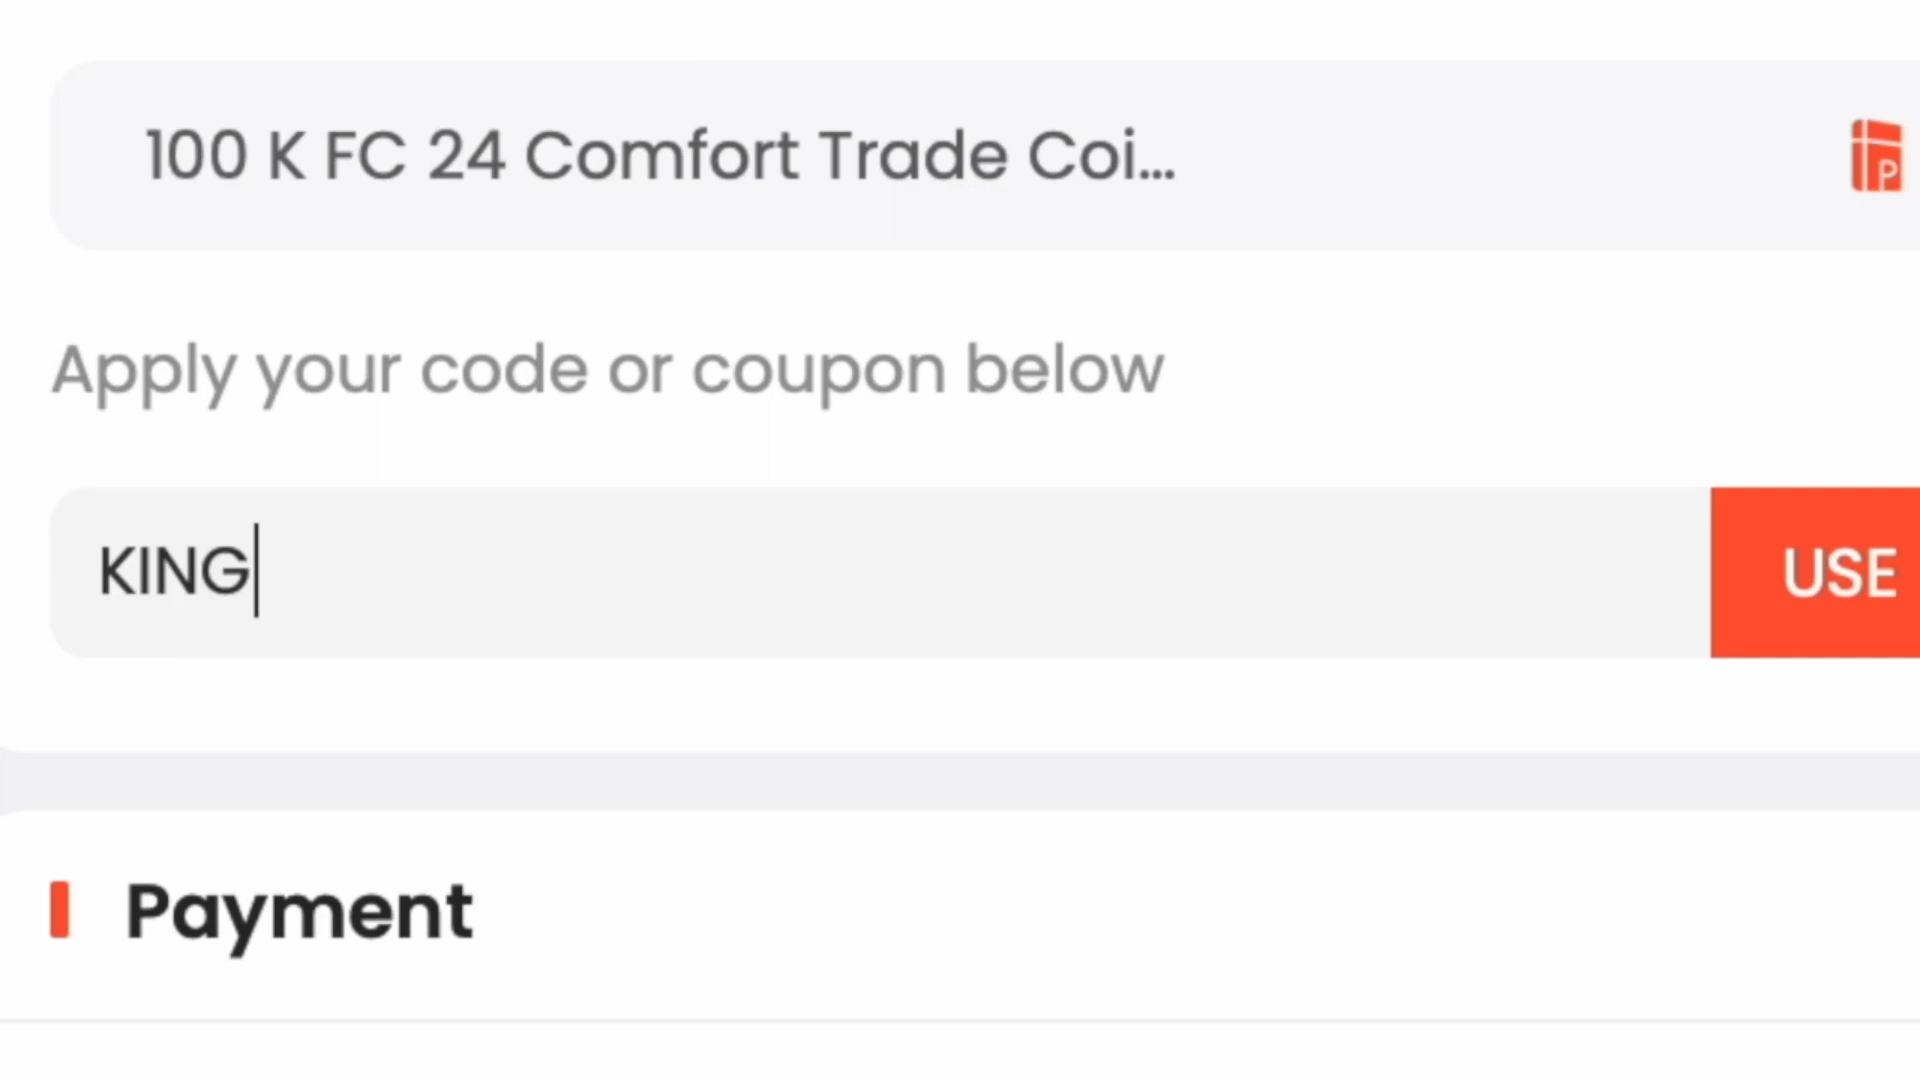 100 K FC 24 Comfort Trade Coi...
P
Apply your code or coupon below
KING
USE
Payment